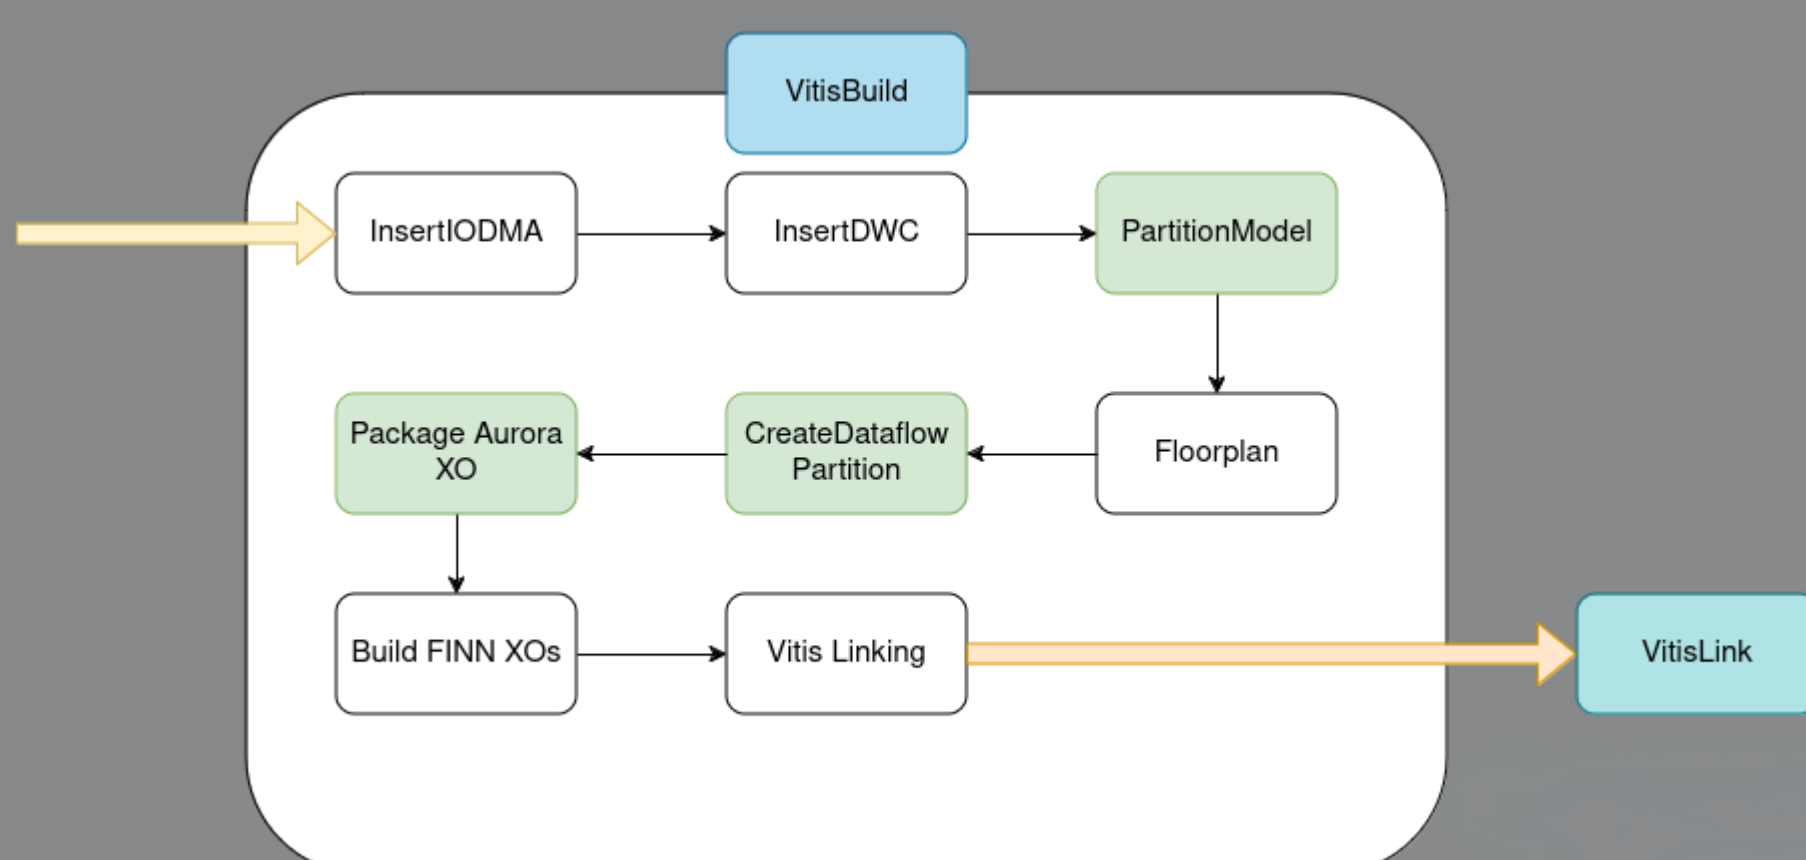 VitisBuild
InsertIODMA
InsertDWC
PartitionModel
Package Aurora
XO
CreateDataflow
Partition
Floorplan
Build FINN XOs
Vitis Linking
VitisLink